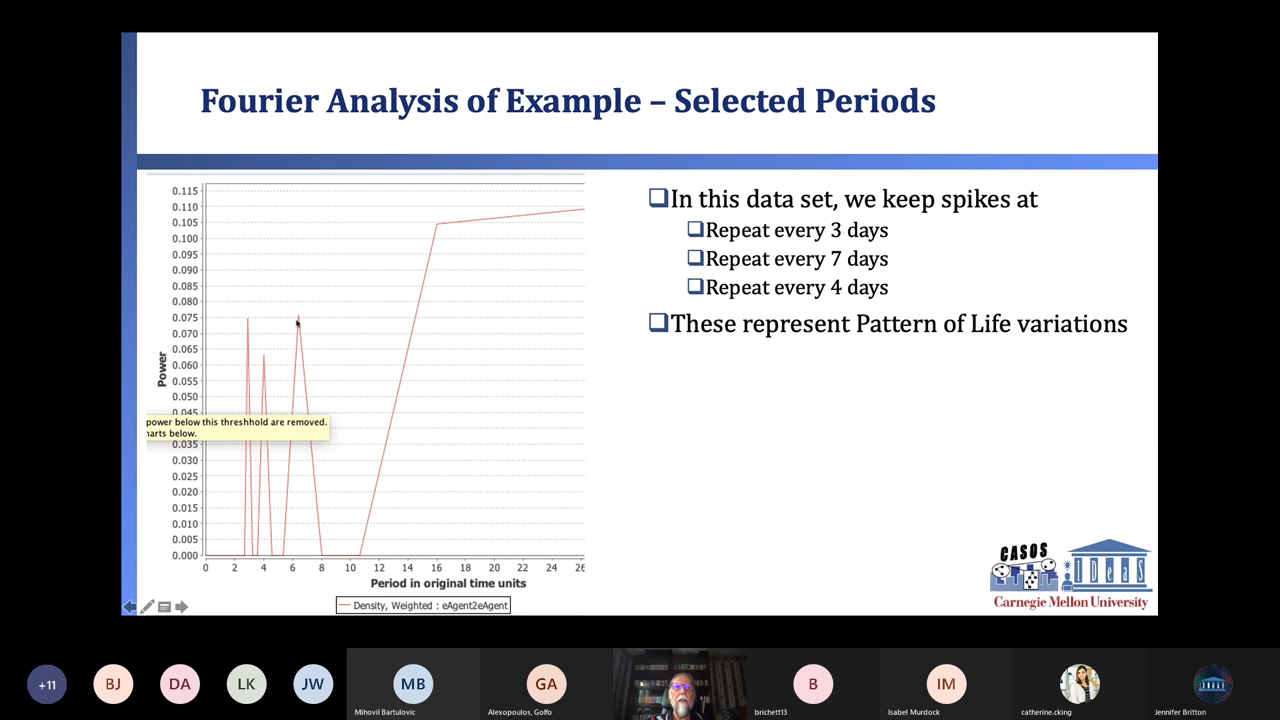 Fourier Analysis of Example – Selected Periods
0.115
0.110
0.105
0.100
0.095
0.090
0.085
0.080
0.075
0.070
0.065
0.060
0.055
0.050
0.045
power below this threshhold are removed.
harts below.
0.035
0.030
0.025
0.020
0.015
0.010
0.005
0.000
Power
0 2 4 6 8 10 12 14 16 18 20 22 24 26
Period in original time units
Density, Weighted : eAgent2eAgent
In this data set, we keep spikes at
Repeat every 3 days
Repeat every 7 days
Repeat every 4 days
These represent Pattern of Life variations
CASOS
IDeaS
Carnegie Mellon University
+11
BJ
DA
LK
JW
MB
GA
B
IM
Mihovil Bartulovic
Alexopoulos, Golfo
brichett13
Isabel Murdock
catherine.cking
Jennifer Britton